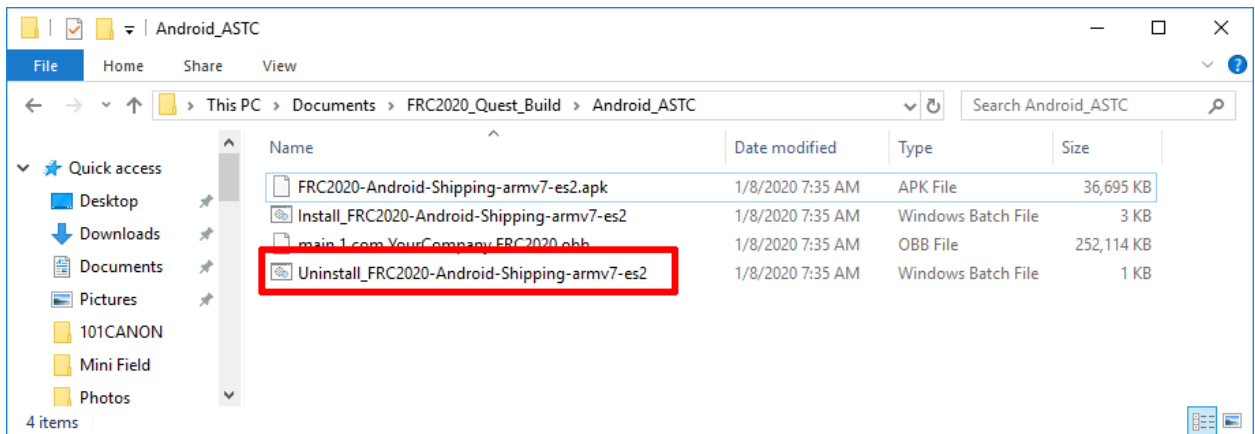 Android_ASTC
File Home Share View
This PC > Documents > FRC2020_Quest_Build > Android_ASTC
Search Android_ASTC
Name Date modified Type Size
Quick access
Desktop
Downloads
Documents
Pictures
101CANON
Mini Field
Photos
FRC2020-Android-Shipping-armv7-es2.apk 1/8/2020 7:35 AM APK File 36,695 KB
Install_FRC2020-Android-Shipping-armv7-es2 1/8/2020 7:35 AM Windows Batch File 3 KB
main.1.com.YourCompany.FRC2020.obb 1/8/2020 7:35 AM OBB File 252,114 KB
Uninstall_FRC2020-Android-Shipping-armv7-es2 1/8/2020 7:35 AM Windows Batch File 1 KB
4 items